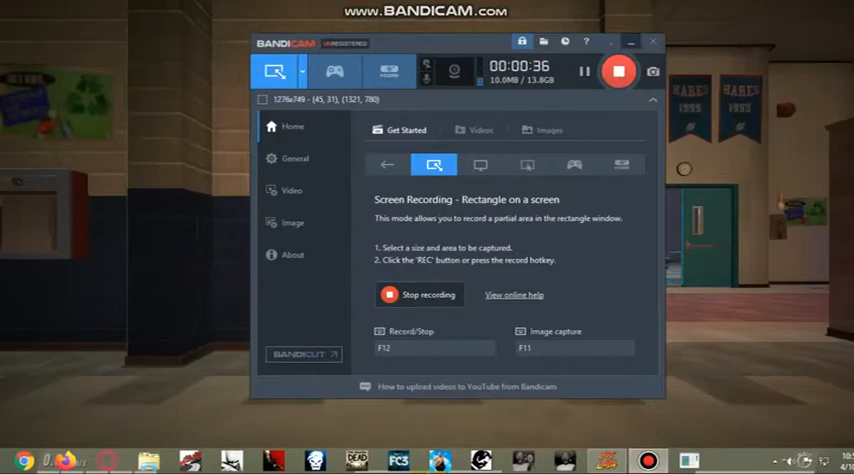 www.BANDICAM.com
BANDICAM UNREGISTERED
?
00:00:36
10.0MB / 13.8GB
1276x749 - (45, 31), (1321, 780)
Home
Get Started
Videos
Images
General
Video
Screen Recording - Rectangle on a screen
This mode allows you to record a partial area in the rectangle window.
Image
1. Select a size and area to be captured.
2. Click the 'REC' button or press the record hotkey.
About
Stop recording
View online help
Record/Stop
Image capture
F12
F11
BANDICUT
How to upload videos to YouTube from Bandicam
HARES
1995
HARES
1995
DEAD
FC3